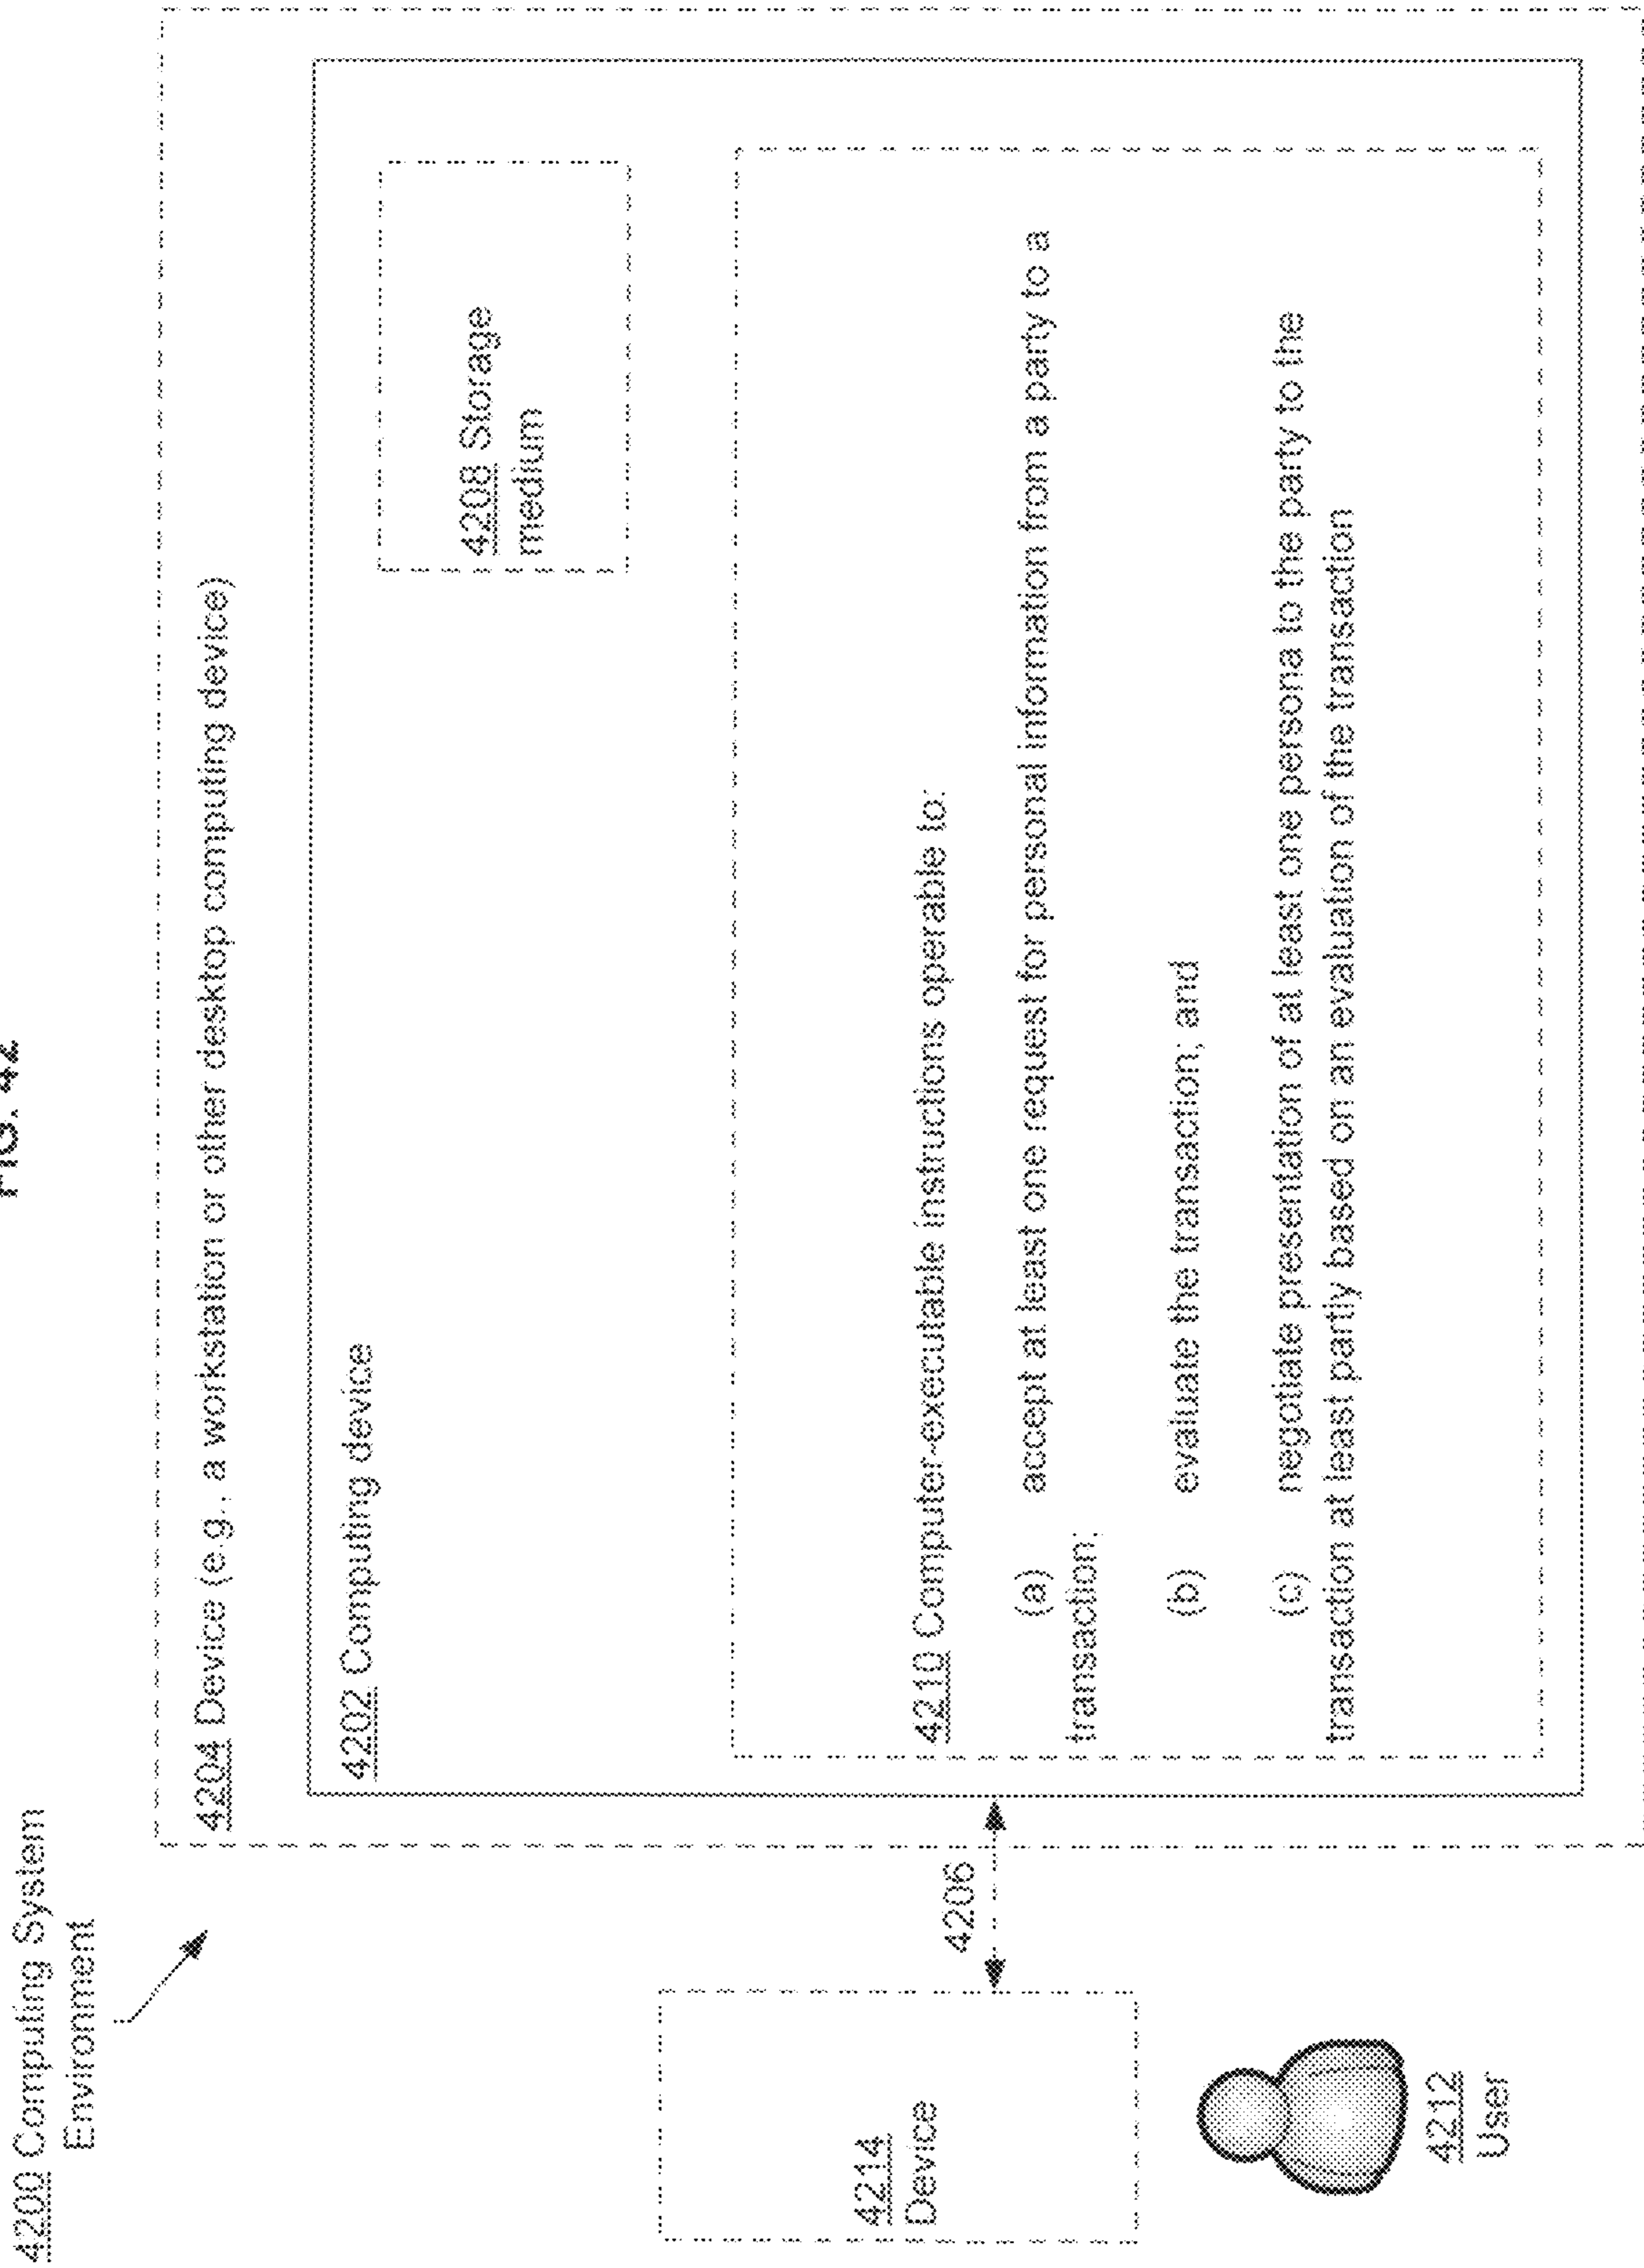 FIG. 42
4200 Computing System
Environment
4204 Device (e.g., a workstation or other desktop computing device)
4202 Computing device
4208 Storage
medium
4210 Computer-executable instructions operable to:
(a) accept at least one request for personal information from a party to a
transaction;
(b) evaluate the transaction; and
(c) negotiate presentation of at least one persona to the party to the
transaction at least partly based on an evaluation of the transaction
4206
4214
Device
4212
User